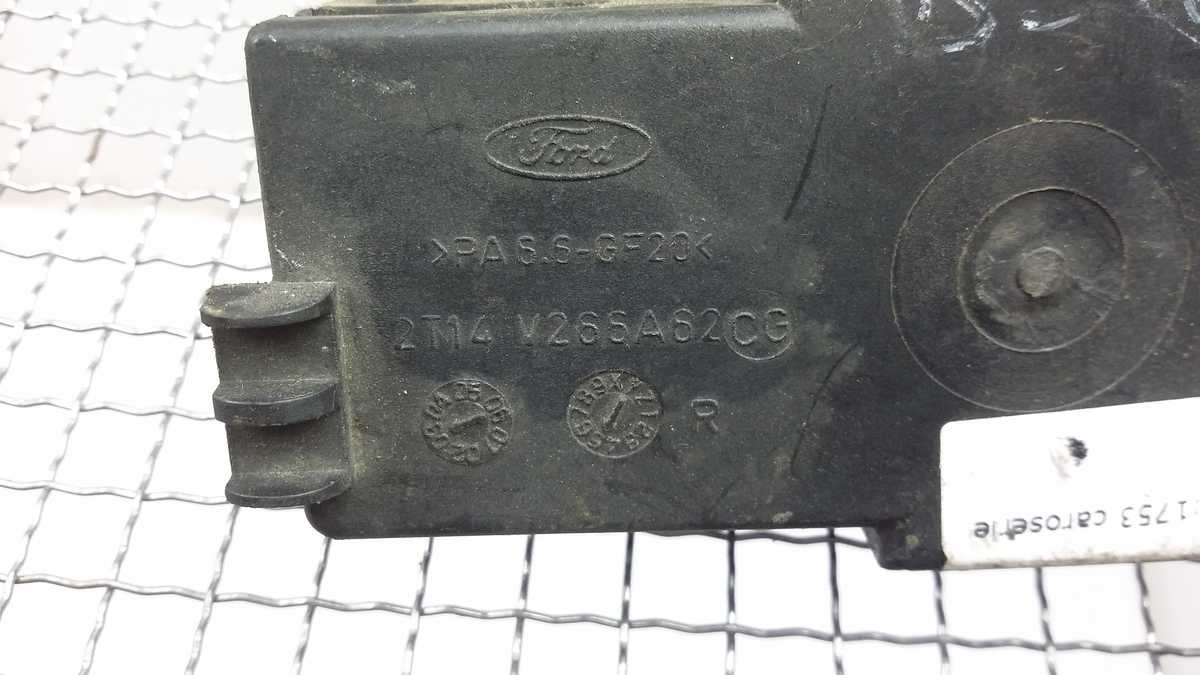 Ford
>PA6.6-GF20<
2T14 V266A62CG
R
1753 caroserie